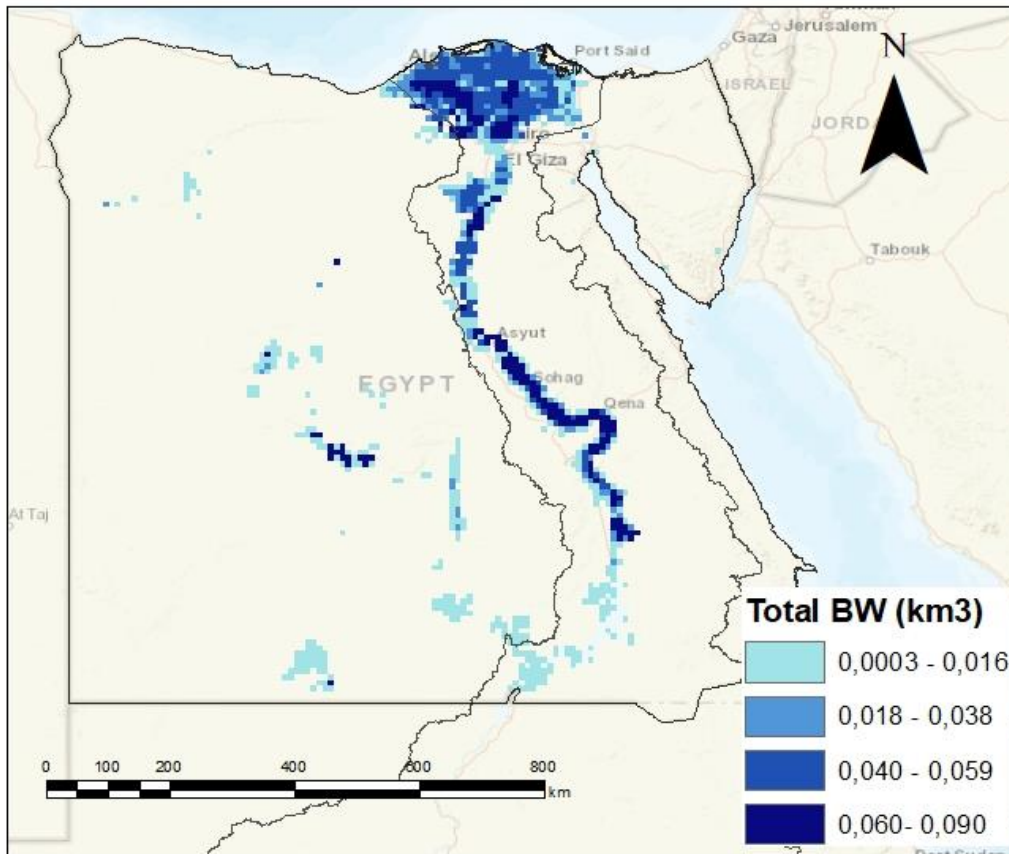 Jerusalem
Gaza
Port Said
N
ISRAEL
El Giza
Tabouk
Asyut
EGYPT
Sohag
Qena
At Taj
Total BW (km3)
0,0003 - 0,016
0,018 - 0,038
0,040 - 0,059
0,060- 0,090
0 100 200 400 600 800
km